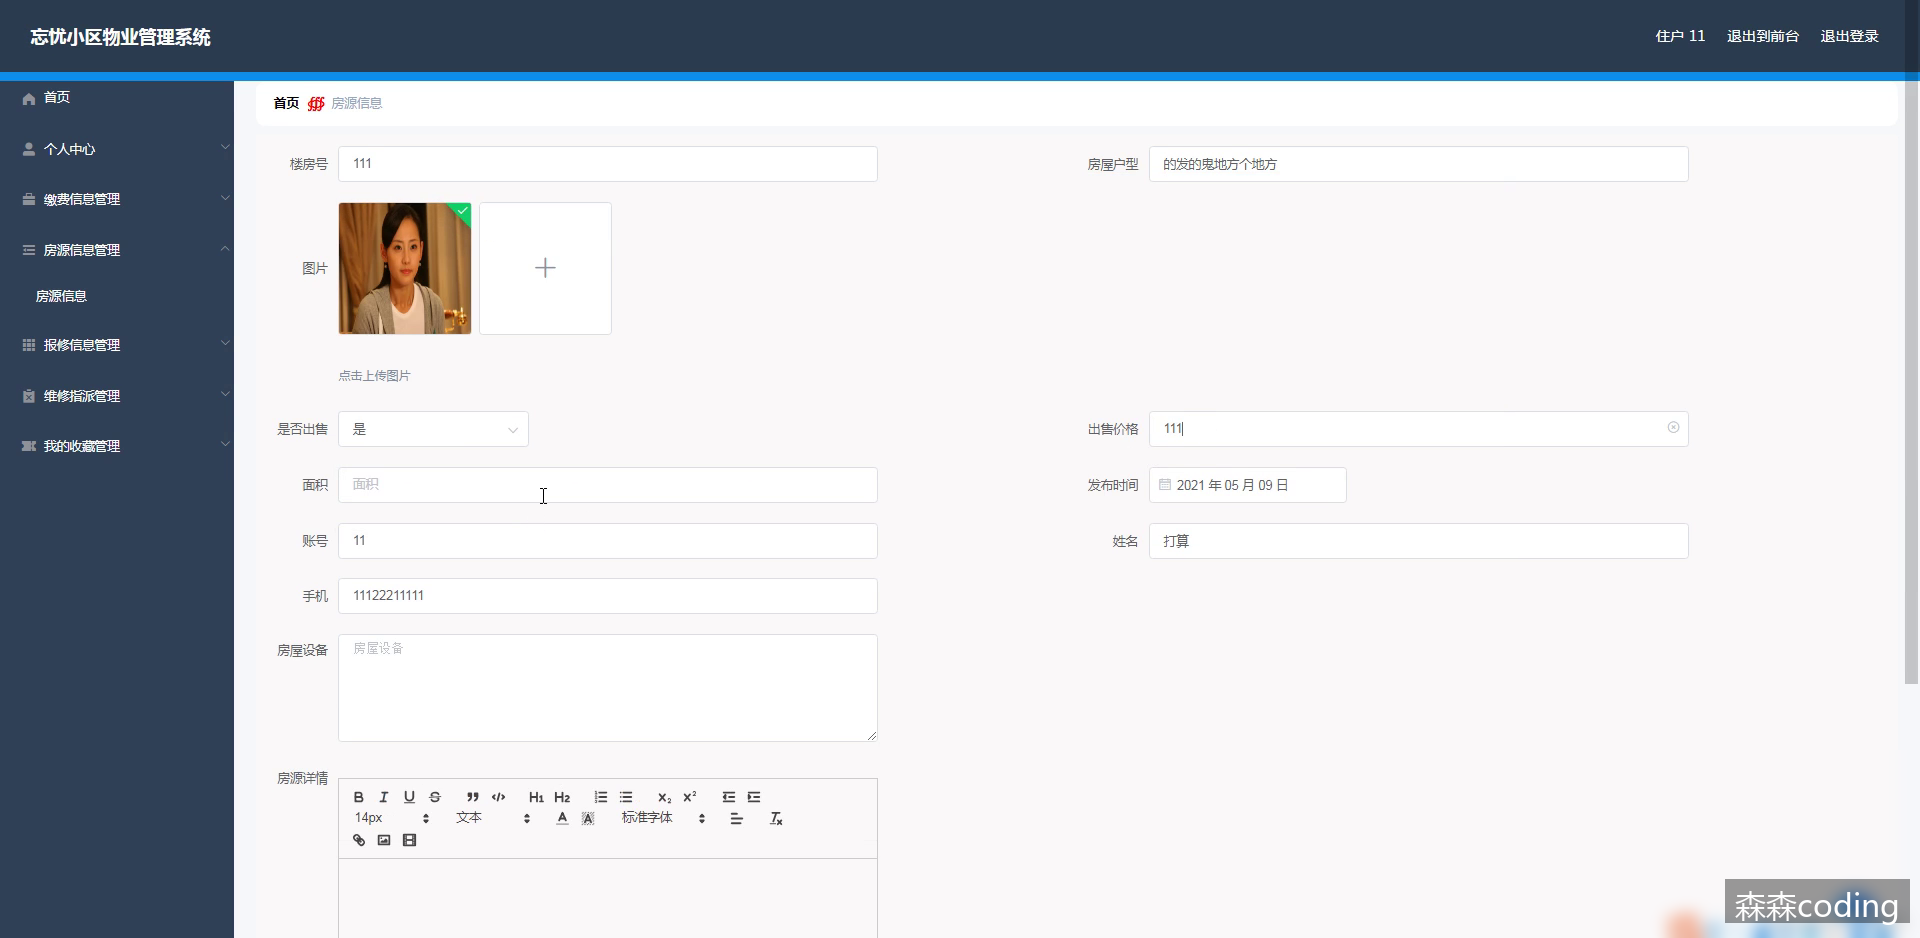 忘忧小区物业管理系统
住户 11 退出到前台 退出登录
首页
个人中心
缴费信息管理
房源信息管理
房源信息
报修信息管理
维修指派管理
我的收藏管理
首页 房源信息
楼房号 111
房屋户型 的发的鬼地方个地方
图片
点击上传图片
是否出售 是
出售价格 111
面积 面积
发布时间 2021 年 05 月 09 日
账号 11
姓名 打算
手机 11122211111
房屋设备 房屋设备
房源详情
B I U S H1 H2 X2 X2
14px 文本 A A 标准字体 Tx
森森coding